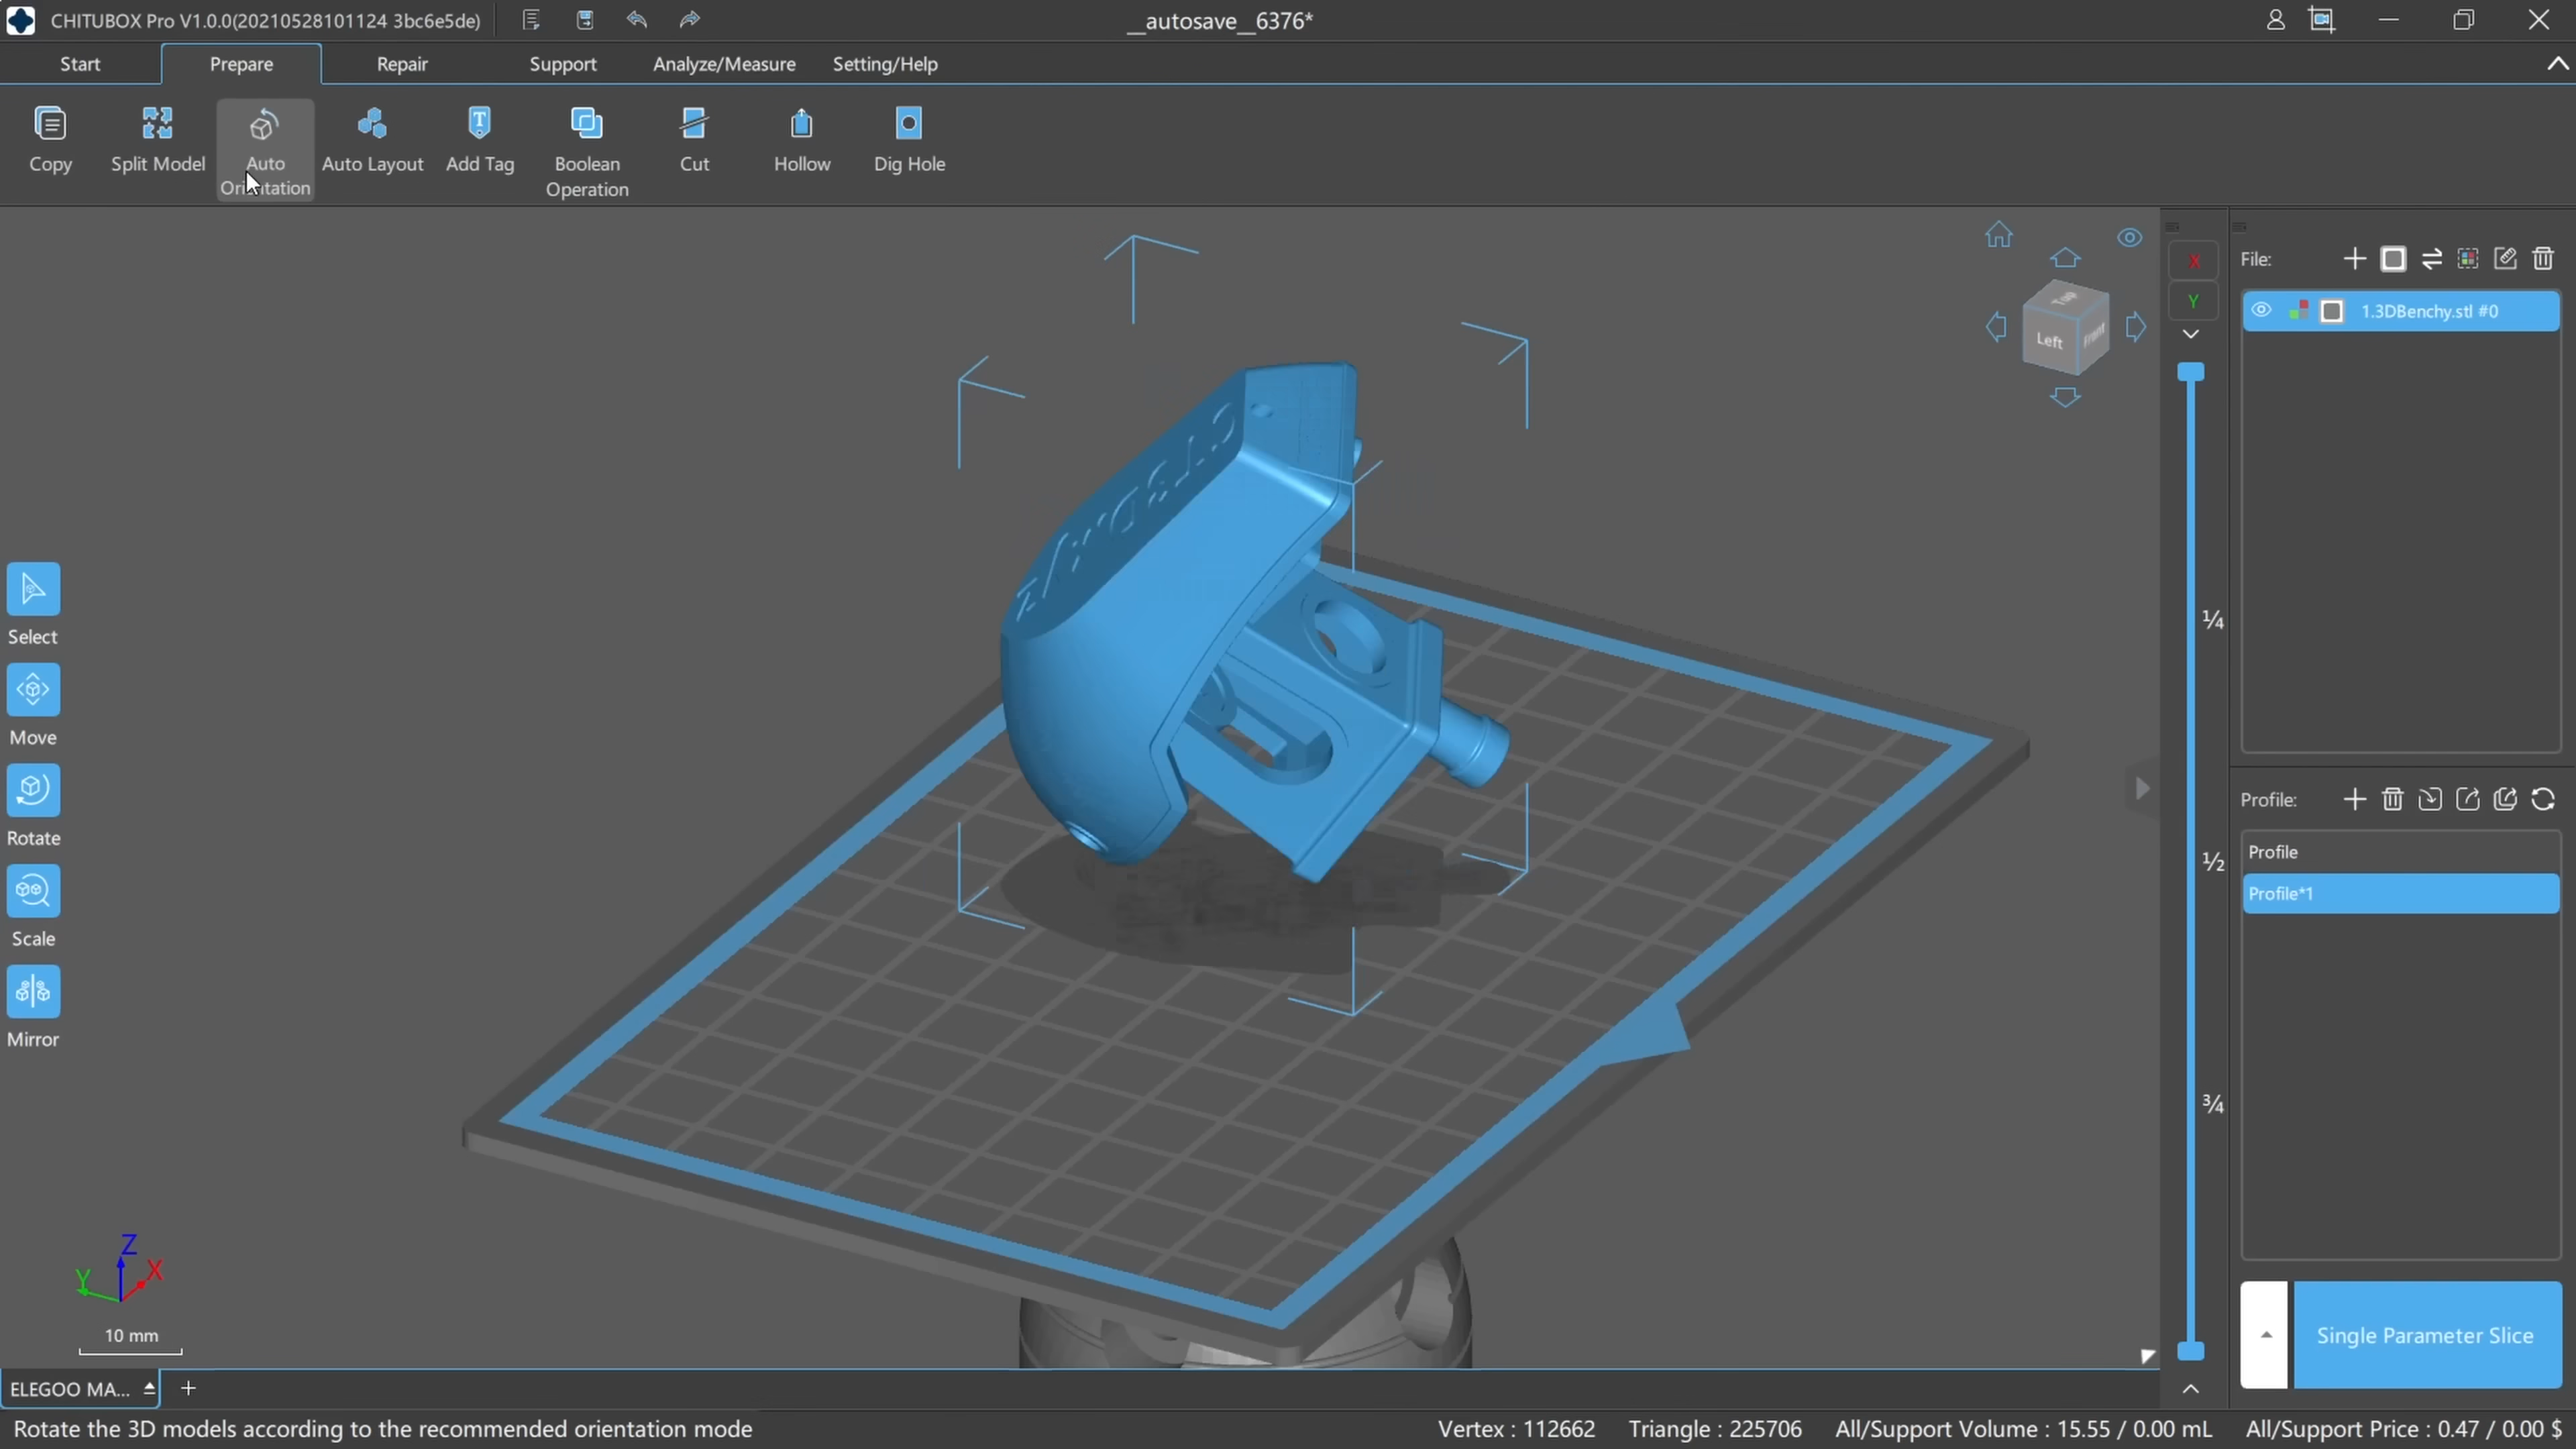 CHITUBOX Pro V1.0.0(20210528101124 3bc6e5de)
__autosave__6376*
Start
Prepare
Repair
Support
Analyze/Measure
Setting/Help
Copy
Split Model
Auto
Auto Layout
Add Tag
Boolean
Operation
Cut
Hollow
Dig Hole
Top
Left
Front
X
Y
File:
1.3DBenchy.stl #0
Select
Move
Rotate
Scale
Mirror
¼
½
¾
Profile:
Profile
Profile*1
Z
Y
X
10 mm
Single Parameter Slice
ELEGOO MA...
Rotate the 3D models according to the recommended orientation mode
Vertex : 112662
Triangle : 225706
All/Support Volume : 15.55 / 0.00 mL
All/Support Price : 0.47 / 0.00 $